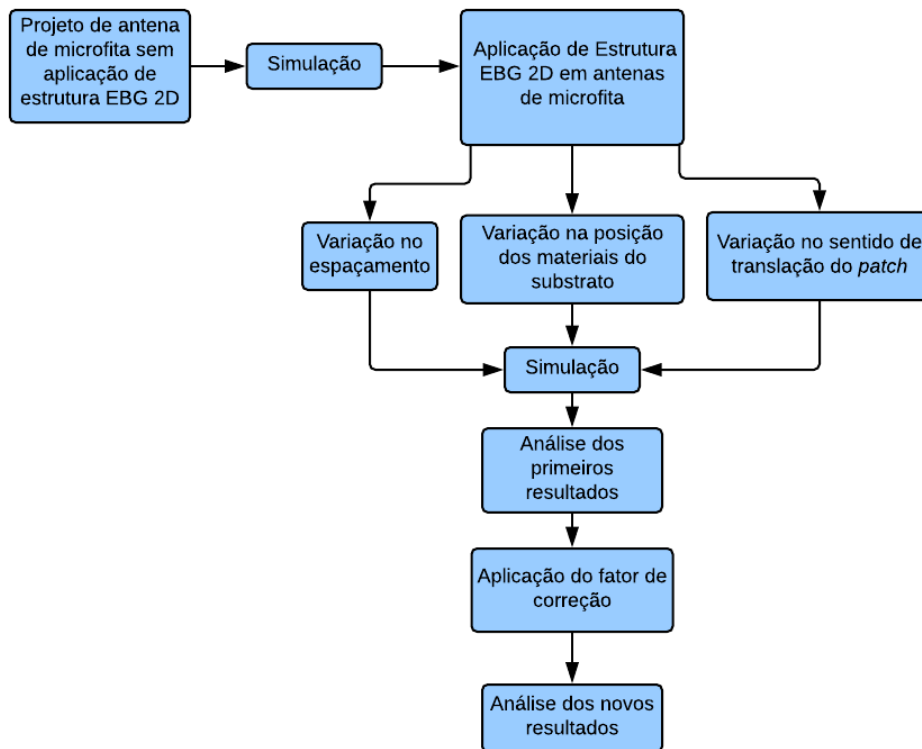 Projeto de antena
de microfita sem
aplicação de
estrutura EBG 2D
Simulação
Aplicação de Estrutura
EBG 2D em antenas
de microfita
Variação no
espaçamento
Variação na posição
dos materiais do
substrato
Variação no sentido de
translação do patch
Simulação
Análise dos
primeiros
resultados
Aplicação do fator de
correção
Análise dos novos
resultados